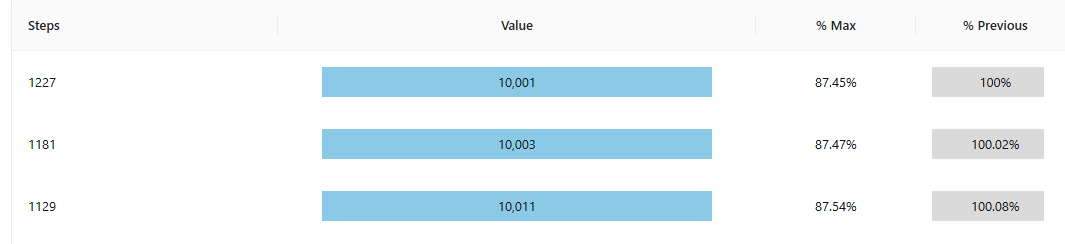 Steps Value % Max % Previous
1227 10,001 87.45% 100%
1181 10,003 87.47% 100.02%
1129 10,011 87.54% 100.08%